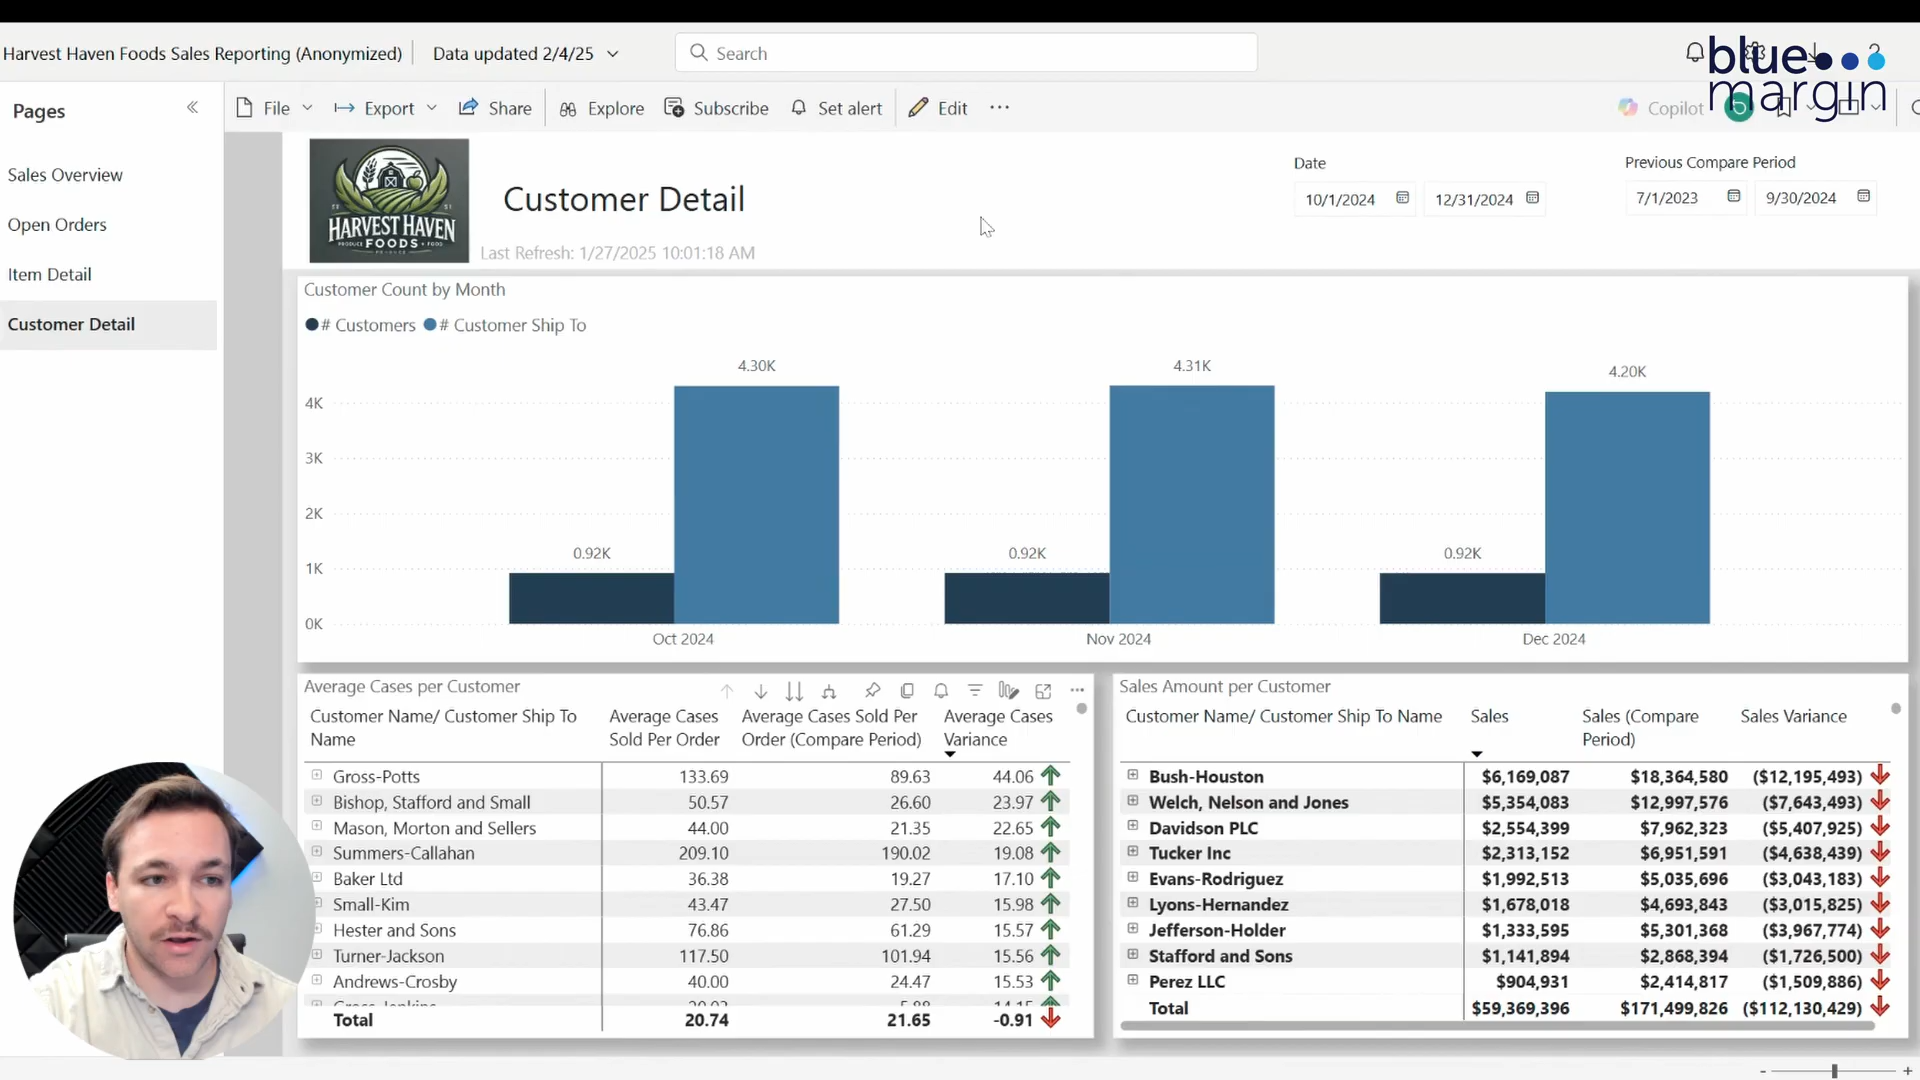 Harvest Haven Foods Sales Reporting (Anonymized)
Data updated 2/4/25
Search
blue margin
Pages
File
Export
Share
Explore
Subscribe
Set alert
Edit
Copilot
Sales Overview
Open Orders
Item Detail
Customer Detail
HARVEST HAVEN
FOODS
Customer Detail
Last Refresh: 1/27/2025 10:01:18 AM
Date
10/1/2024
12/31/2024
Previous Compare Period
7/1/2023
9/30/2024
Customer Count by Month
# Customers # Customer Ship To
4K
3K
2K
1K
0K
0.92K
4.30K
0.92K
4.31K
0.92K
4.20K
Oct 2024
Nov 2024
Dec 2024
Average Cases per Customer
Customer Name/ Customer Ship To Name
Average Cases Sold Per Order
Average Cases Sold Per Order (Compare Period)
Average Cases Variance
Gross-Potts 133.69 89.63 44.06
Bishop, Stafford and Small 50.57 26.60 23.97
Mason, Morton and Sellers 44.00 21.35 22.65
Summers-Callahan 209.10 190.02 19.08
Baker Ltd 36.38 19.27 17.10
Small-Kim 43.47 27.50 15.98
Hester and Sons 76.86 61.29 15.57
Turner-Jackson 117.50 101.94 15.56
Andrews-Crosby 40.00 24.47 15.53
Total 20.74 21.65 -0.91
Sales Amount per Customer
Customer Name/ Customer Ship To Name
Sales
Sales (Compare Period)
Sales Variance
Bush-Houston $6,169,087 $18,364,580 ($12,195,493)
Welch, Nelson and Jones $5,354,083 $12,997,576 ($7,643,493)
Davidson PLC $2,554,399 $7,962,323 ($5,407,925)
Tucker Inc $2,313,152 $6,951,591 ($4,638,439)
Evans-Rodriguez $1,992,513 $5,035,696 ($3,043,183)
Lyons-Hernandez $1,678,018 $4,693,843 ($3,015,825)
Jefferson-Holder $1,333,595 $5,301,368 ($3,967,774)
Stafford and Sons $1,141,894 $2,868,394 ($1,726,500)
Perez LLC $904,931 $2,414,817 ($1,509,886)
Total $59,369,396 $171,499,826 ($112,130,429)